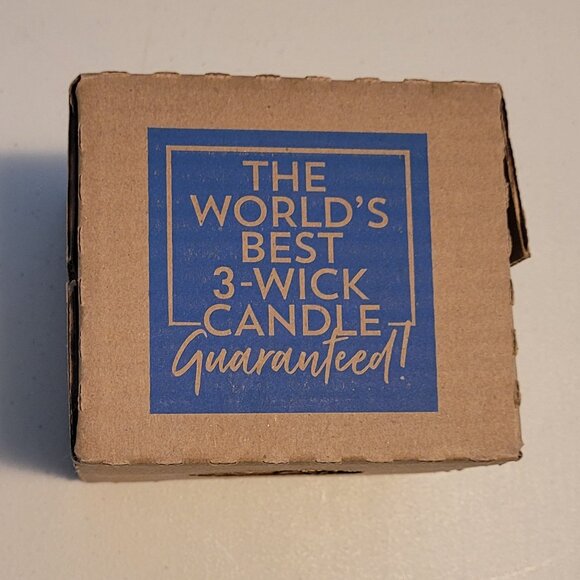 THE
WORLD'S
BEST
3-WICK
CANDLE
Guaranteed!